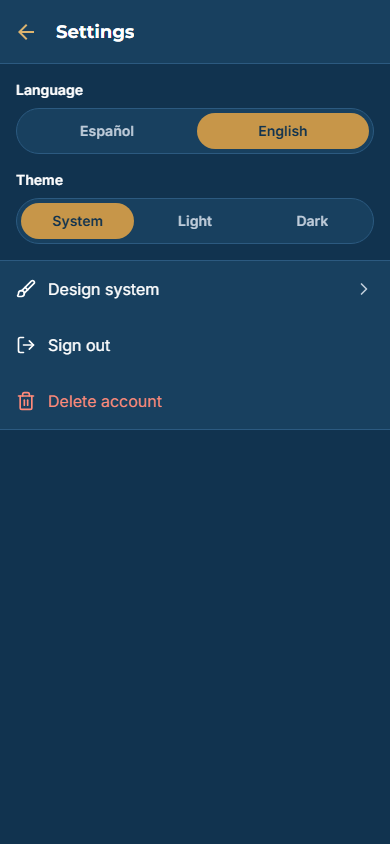 Settings
Language
Español English
Theme
System Light Dark
Design system
Sign out
Delete account